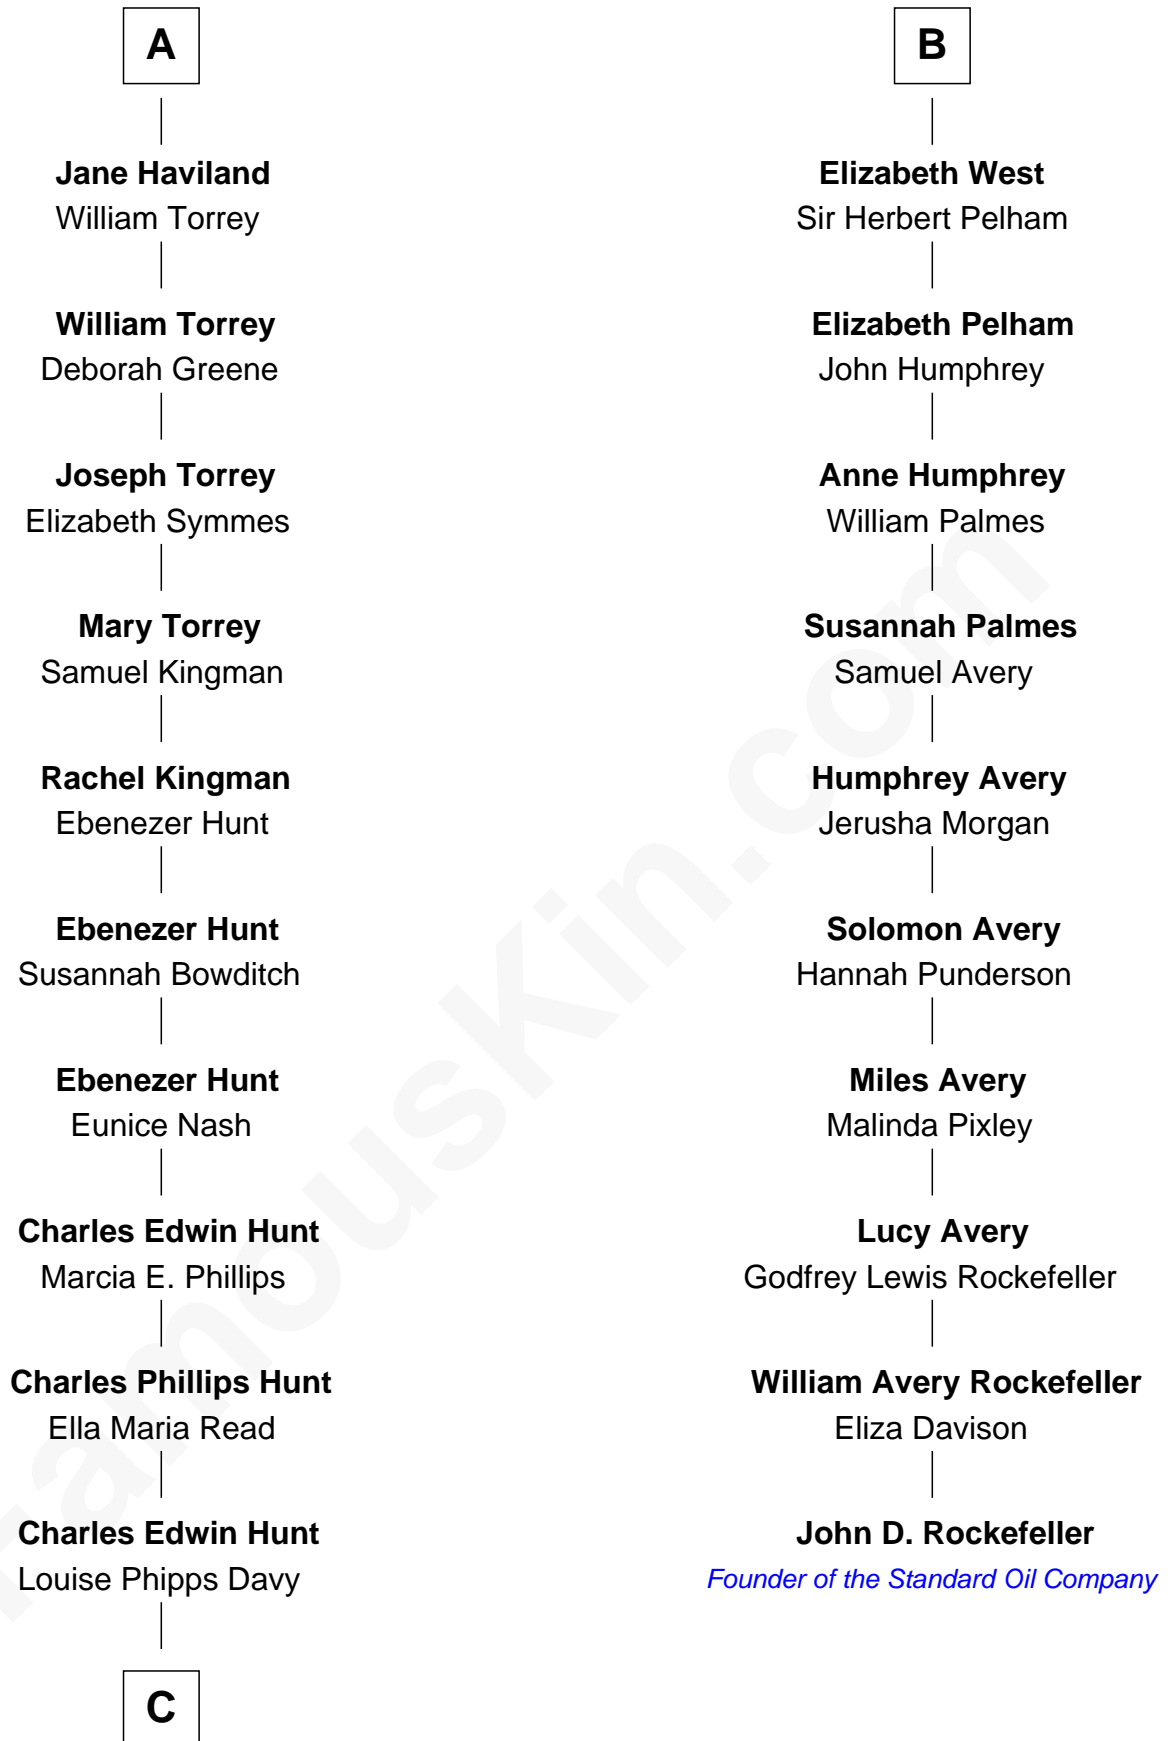 A
Jane Haviland
William Torrey
William Torrey
Deborah Greene
Joseph Torrey
Elizabeth Symmes
Mary Torrey
Samuel Kingman
Rachel Kingman
Ebenezer Hunt
Ebenezer Hunt
Susannah Bowditch
Ebenezer Hunt
Eunice Nash
Charles Edwin Hunt
Marcia E. Phillips
Charles Phillips Hunt
Ella Maria Read
Charles Edwin Hunt
Louise Phipps Davy
C
B
Elizabeth West
Sir Herbert Pelham
Elizabeth Pelham
John Humphrey
Anne Humphrey
William Palmes
Susannah Palmes
Samuel Avery
Humphrey Avery
Jerusha Morgan
Solomon Avery
Hannah Punderson
Miles Avery
Malinda Pixley
Lucy Avery
Godfrey Lewis Rockefeller
William Avery Rockefeller
Eliza Davison
John D. Rockefeller
Founder of the Standard Oil Company
FamousKin.com